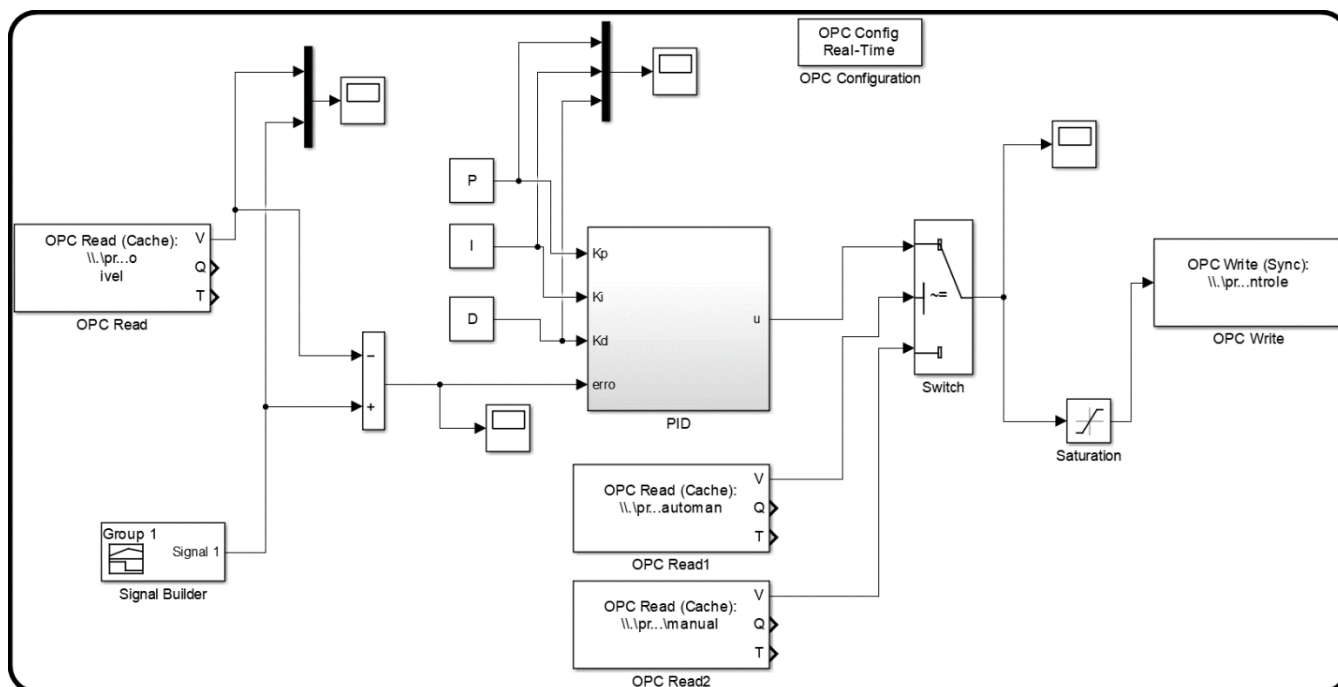 OPC Config
Real-Time
OPC Configuration
P
I
D
OPC Read (Cache):
\\.\pr...o
ivel
V
Q
T
OPC Read
Kp
Ki
Kd
erro
u
PID
~=
Switch
OPC Write (Sync):
\\.\pr...ntrole
OPC Write
−
+
Saturation
Group 1
Signal 1
Signal Builder
OPC Read (Cache):
\\.\pr...automan
V
Q
T
OPC Read1
OPC Read (Cache):
\\.\pr...\manual
V
Q
T
OPC Read2